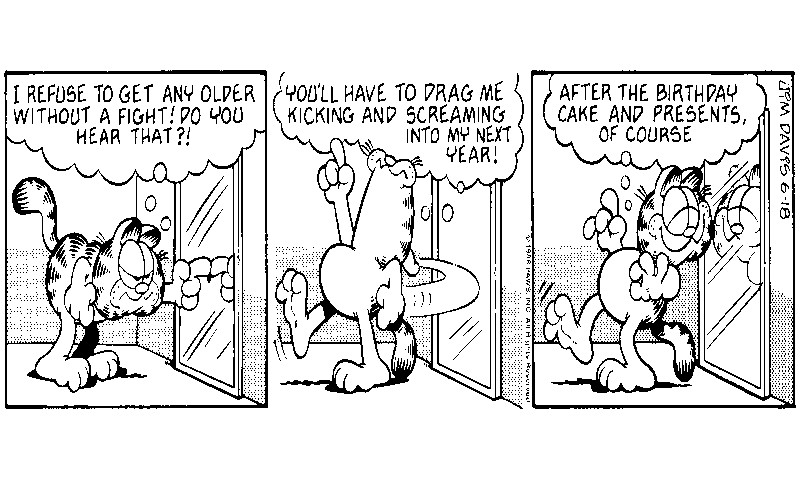 I REFUSE TO GET ANY OLDER
WITHOUT A FIGHT! DO YOU
HEAR THAT?!
YOU'LL HAVE TO DRAG ME
KICKING AND SCREAMING
INTO MY NEXT
YEAR!
AFTER THE BIRTHDAY
CAKE AND PRESENTS,
OF COURSE
JIM DAVIS 6-18